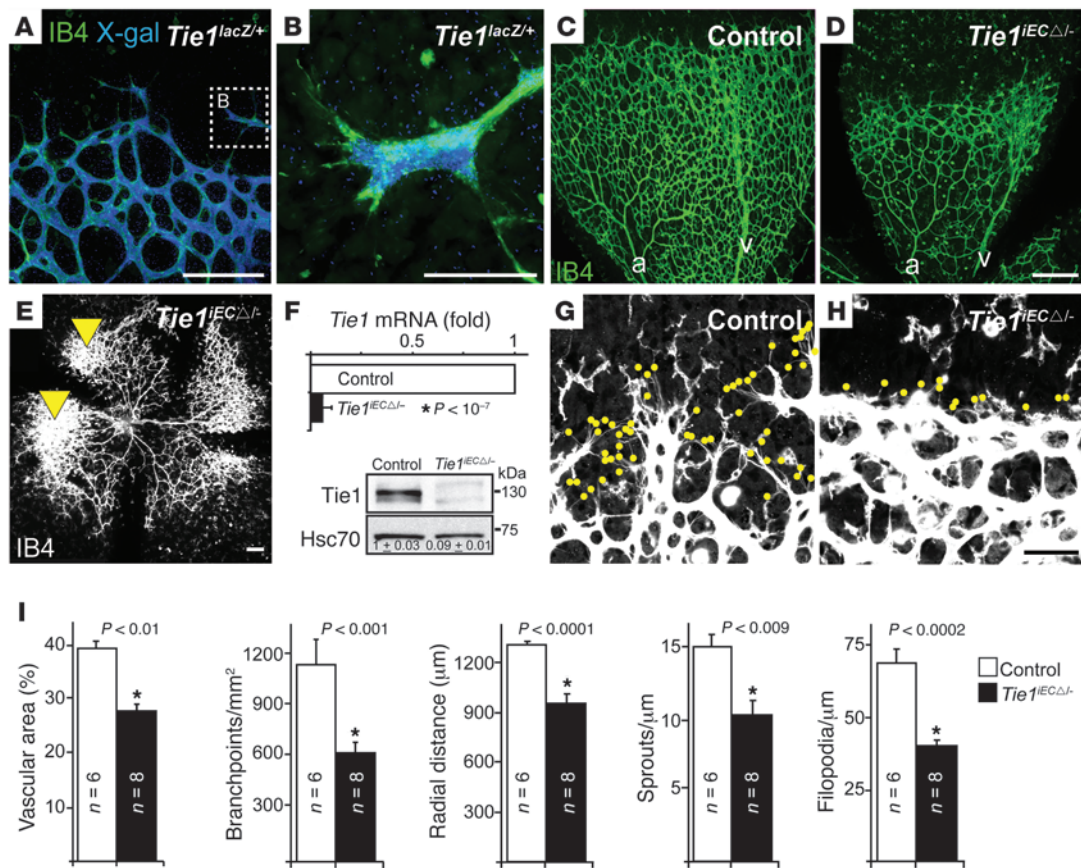 A IB4 X-gal Tie1lacZ/+
B
B Tie1lacZ/+
C Control
IB4
a
v
D Tie1iECΔ/-
a
v
E Tie1iECΔ/-
IB4
F
Tie1 mRNA (fold)
0.5 1
Control
Tie1iECΔ/- * P < 10-7
Control Tie1iECΔ/- kDa
Tie1 130
Hsc70 75
1 + 0.03 0.09 + 0.01
G Control
H Tie1iECΔ/-
I
Vascular area (%)
40
30
20
10
P < 0.01
*
n = 6
n = 8
Branchpoints/mm2
1200
900
600
300
P < 0.001
*
n = 6
n = 8
Radial distance (μm)
1200
900
600
300
P < 0.0001
*
n = 6
n = 8
Sprouts/μm
15
10
5
P < 0.009
*
n = 6
n = 8
Filopodia/μm
75
50
25
P < 0.0002
*
n = 6
n = 8
Control
Tie1iECΔ/-